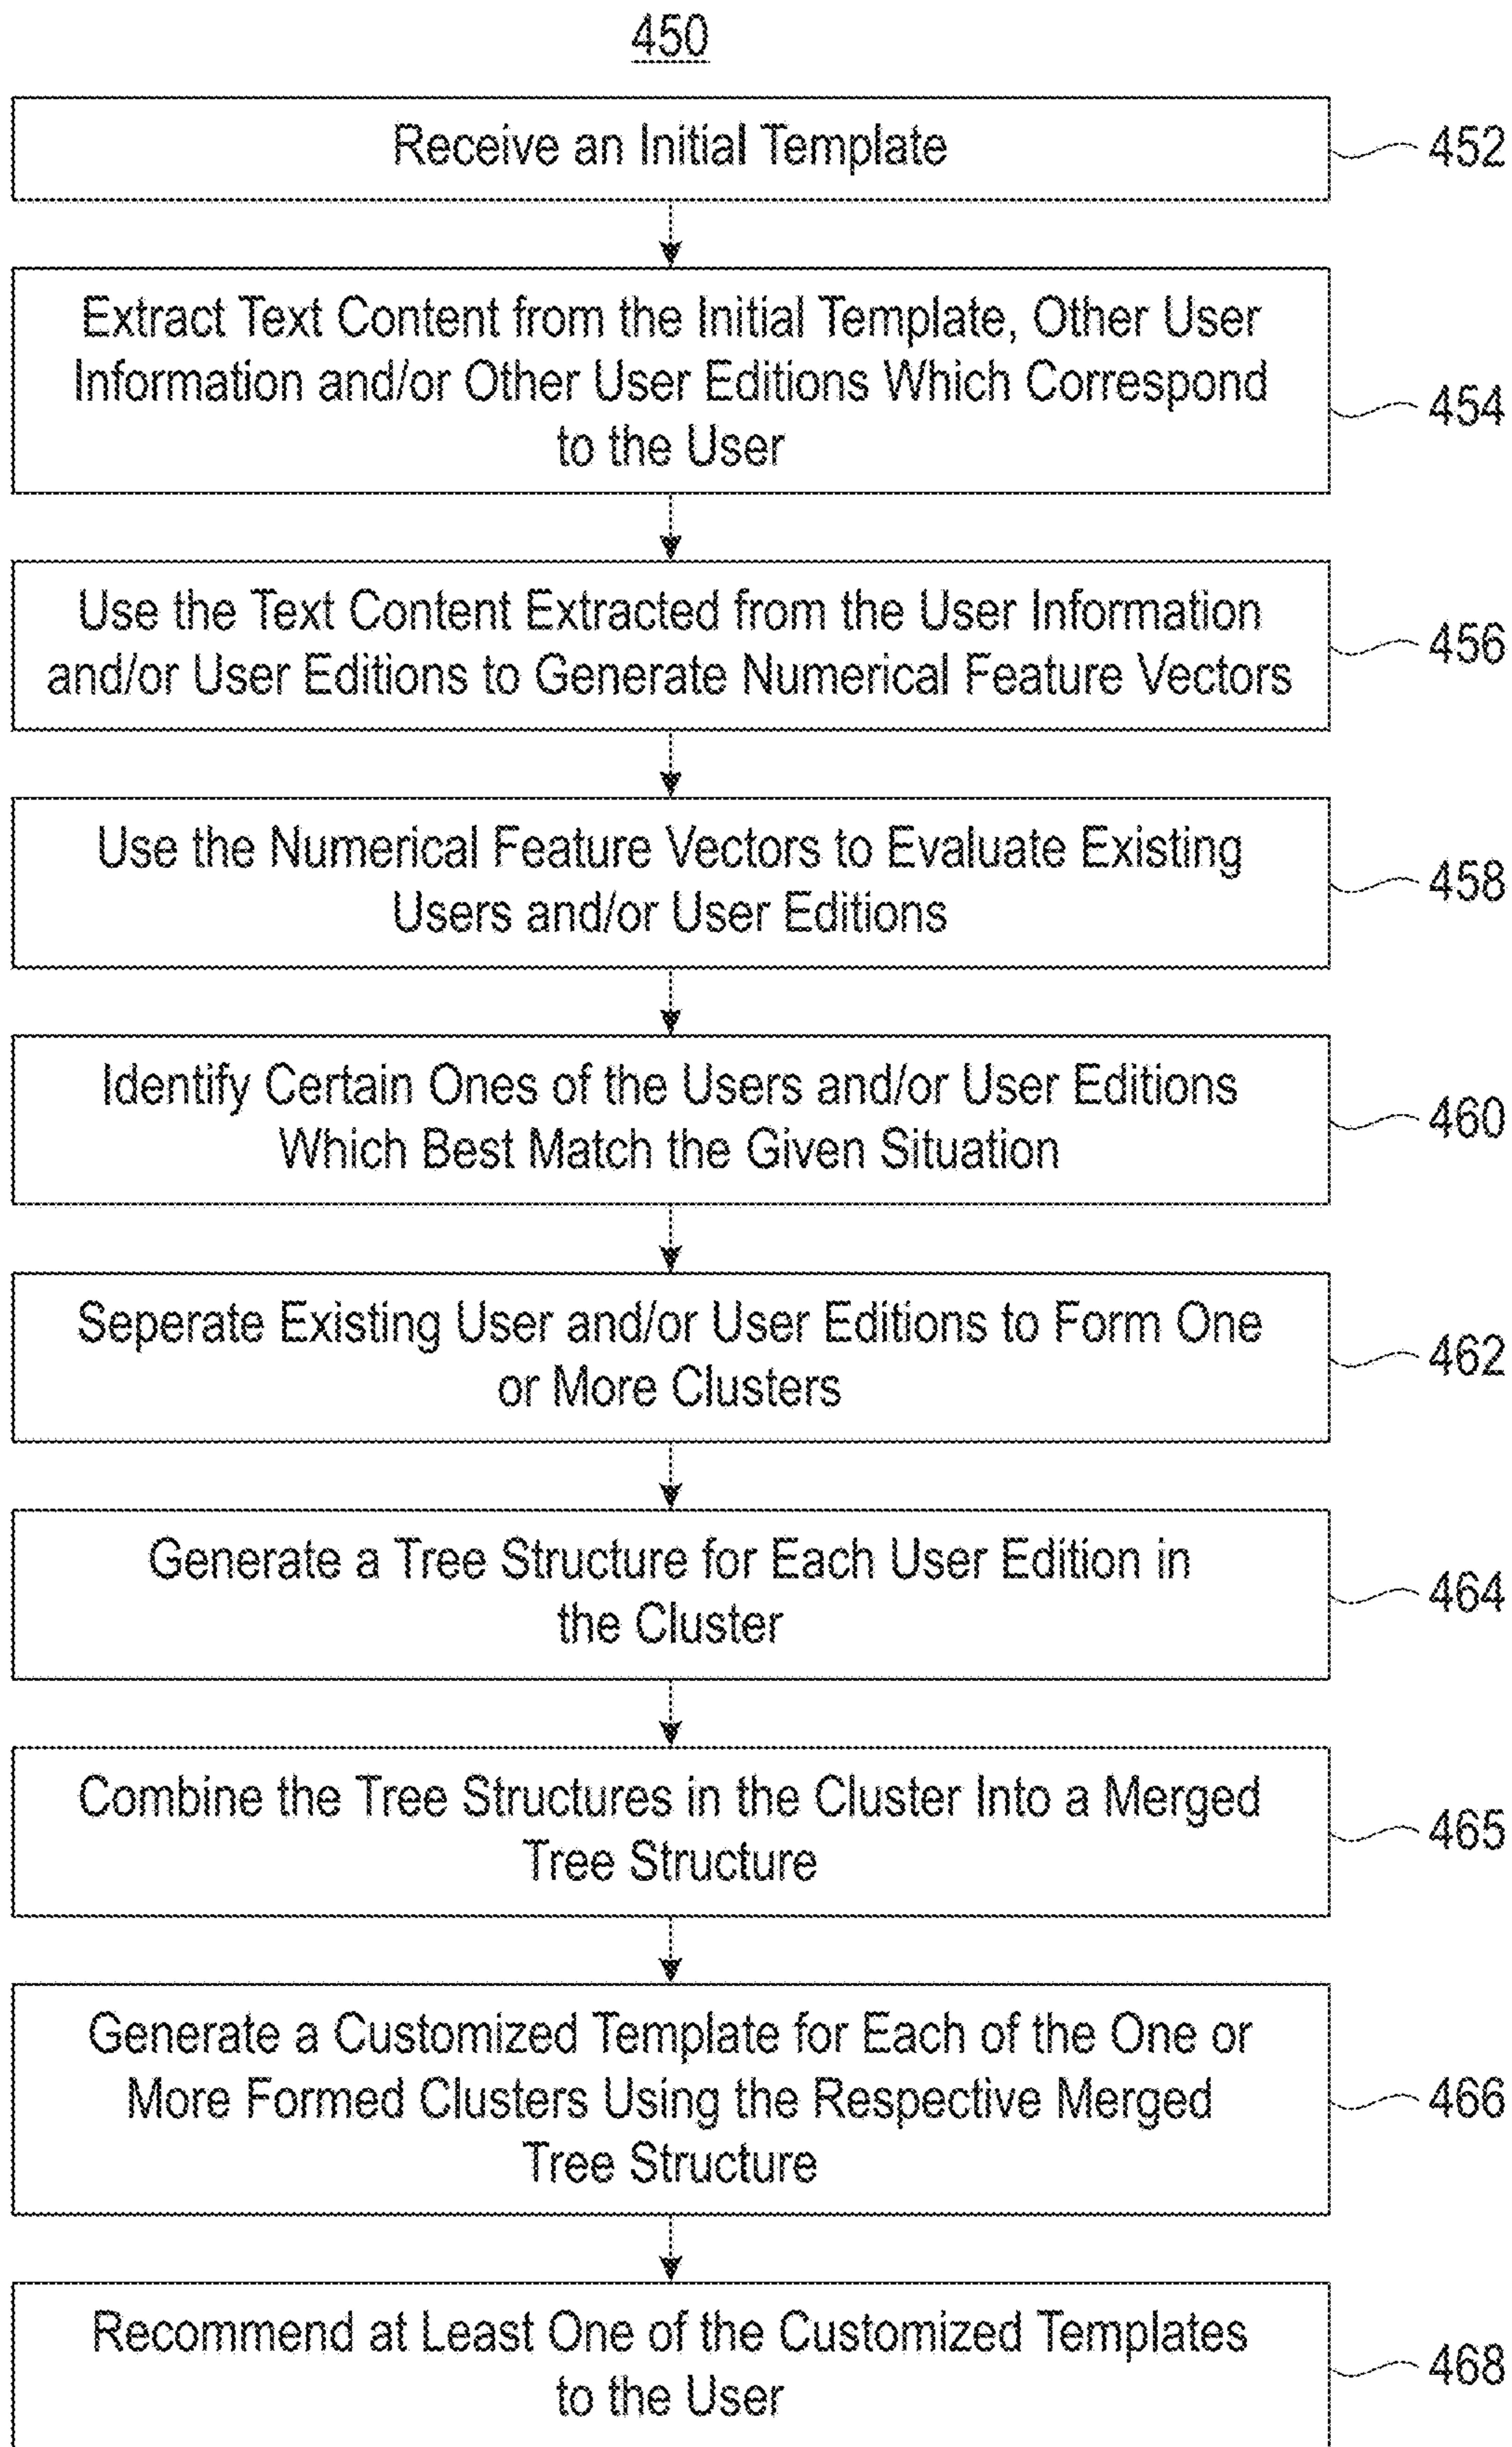 450
Receive an Initial Template
452
Extract Text Content from the Initial Template, Other User
Information and/or Other User Editions Which Correspond
to the User
454
Use the Text Content Extracted from the User Information
and/or User Editions to Generate Numerical Feature Vectors
456
Use the Numerical Feature Vectors to Evaluate Existing
Users and/or User Editions
458
Identify Certain Ones of the Users and/or User Editions
Which Best Match the Given Situation
460
Seperate Existing User and/or User Editions to Form One
or More Clusters
462
Generate a Tree Structure for Each User Edition in
the Cluster
464
Combine the Tree Structures in the Cluster Into a Merged
Tree Structure
465
Generate a Customized Template for Each of the One or
More Formed Clusters Using the Respective Merged
Tree Structure
466
Recommend at Least One of the Customized Templates
to the User
468